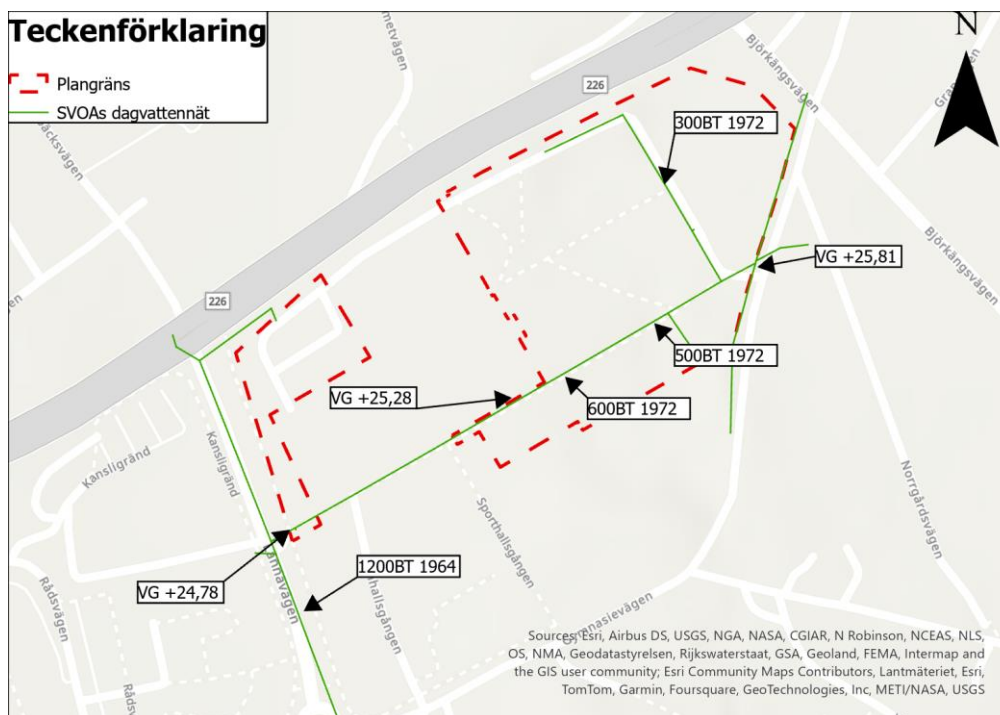 Teckenförklaring
Plangräns
SVOAs dagvattennät
N
226
226
Björkängsvägen
300BT 1972
VG +25,81
Björkängsvägen
500BT 1972
VG +25,28
600BT 1972
Kansligränd
Kansligränd
Sporthallsgången
Norrgårdsvägen
1200BT 1964
VG +24,78
Rådsvägen
Sources: Esri, Airbus DS, USGS, NGA, NASA, CGIAR, N Robinson, NCEAS, NLS,
OS, NMA, Geodatastyrelsen, Rijkswaterstaat, GSA, Geoland, FEMA, Intermap and
the GIS user community; Esri Community Maps Contributors, Lantmäteriet, Esri,
TomTom, Garmin, Foursquare, GeoTechnologies, Inc, METI/NASA, USGS